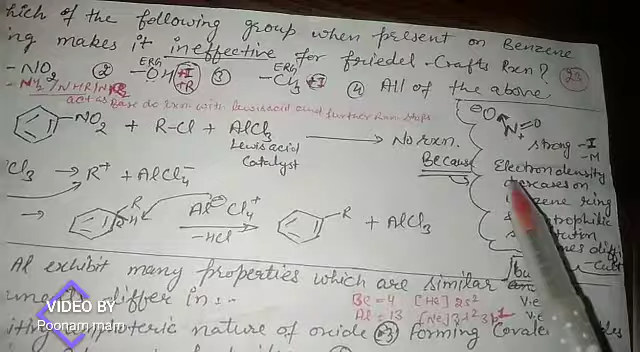 hich of the following group when present on Benzene
ing makes it ineffective for friedel-Crafts Rxn?
- NO2 ② ERG -OH +I +R ③ ERG -CH3 +I ④ All of the above
- NH2/NHR/NR2
act as Base do rxn with lewis acid and further Rxn stops
-NO2 + R-Cl + AlCl3 → No rxn.
Lewis acid
Catalyst
Because
⊖O N=O
strong -I
-M
Electron density
decreases on
benzene ring
Cl3 → R+ + AlCl4-
→ R H Al⊖Cl4+ -HCl R + AlCl3
Al exhibit many properties which are similar
differ in :-
Be = 4 [He] 2s2
Al = 13 [Ne] 3s2 3p1
nature of oxide ③ forming
VIDEO BY
Poonam mam